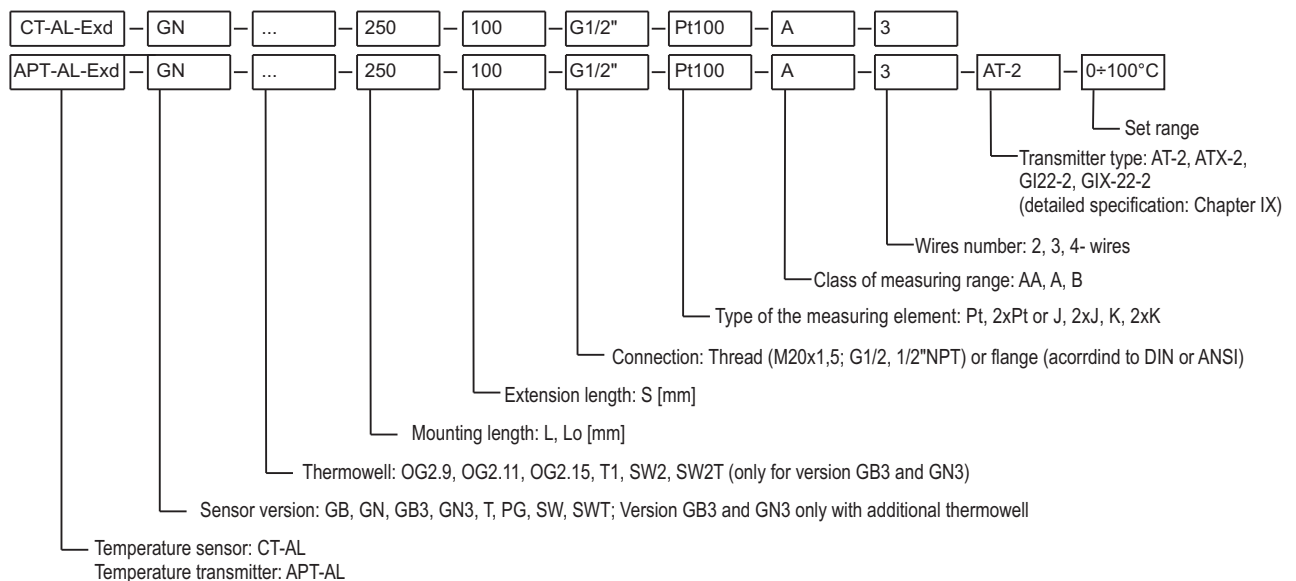 CT-AL-Exd – GN – ... – 250 – 100 – G1/2" – Pt100 – A – 3
APT-AL-Exd – GN – ... – 250 – 100 – G1/2" – Pt100 – A – 3 – AT-2 – 0÷100°C
Set range
Transmitter type: AT-2, ATX-2,
GI22-2, GIX-22-2
(detailed specification: Chapter IX)
Wires number: 2, 3, 4- wires
Class of measuring range: AA, A, B
Type of the measuring element: Pt, 2xPt or J, 2xJ, K, 2xK
Connection: Thread (M20x1,5; G1/2, 1/2"NPT) or flange (acorrdind to DIN or ANSI)
Extension length: S [mm]
Mounting length: L, Lo [mm]
Thermowell: OG2.9, OG2.11, OG2.15, T1, SW2, SW2T (only for version GB3 and GN3)
Sensor version: GB, GN, GB3, GN3, T, PG, SW, SWT; Version GB3 and GN3 only with additional thermowell
Temperature sensor: CT-AL
Temperature transmitter: APT-AL